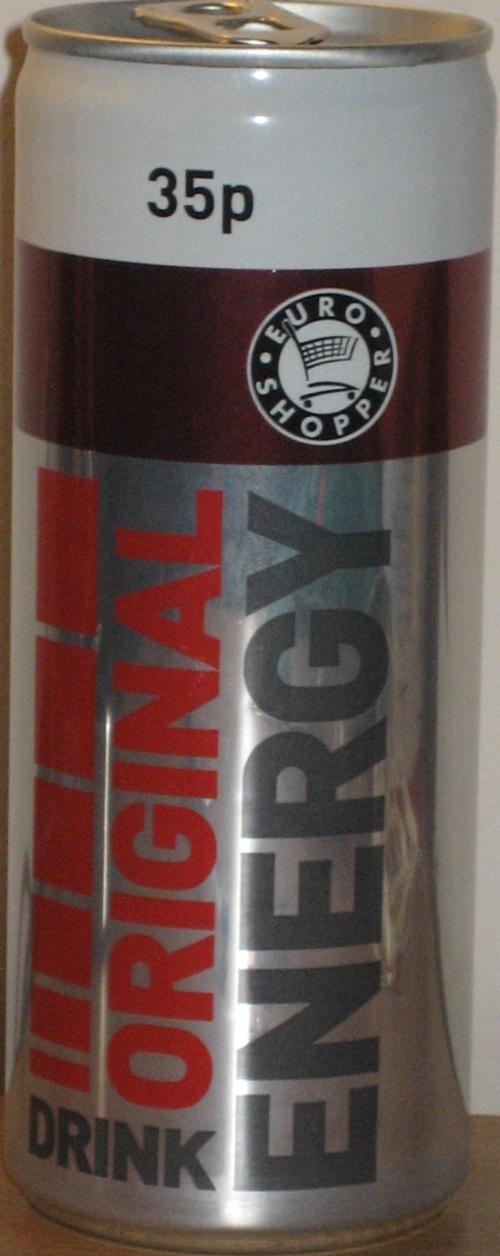 35p
EURO SHOPPER
ORIGINAL
ENERGY
DRINK